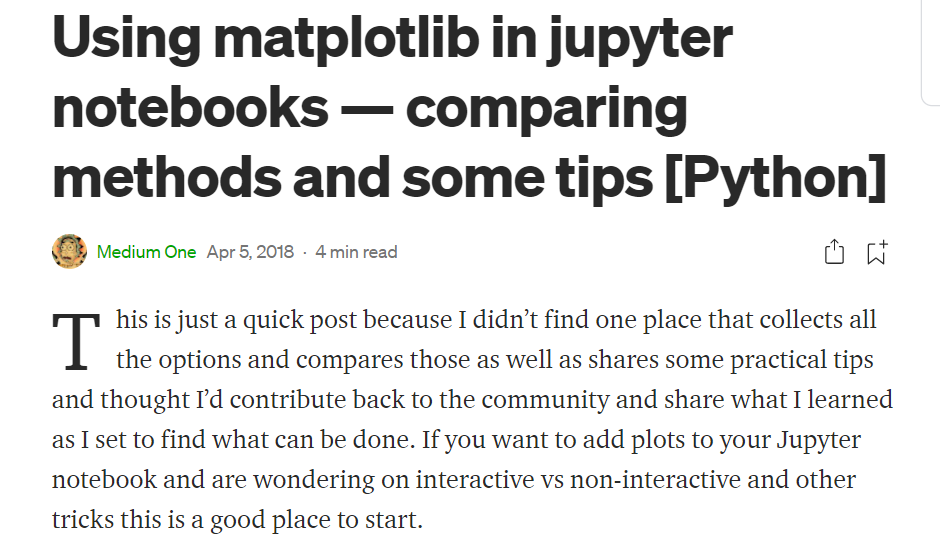 Using matplotlib in jupyter
notebooks — comparing
methods and some tips [Python]
Medium One Apr 5, 2018 · 4 min read
This is just a quick post because I didn’t find one place that collects all
the options and compares those as well as shares some practical tips
and thought I’d contribute back to the community and share what I learned
as I set to find what can be done. If you want to add plots to your Jupyter
notebook and are wondering on interactive vs non-interactive and other
tricks this is a good place to start.